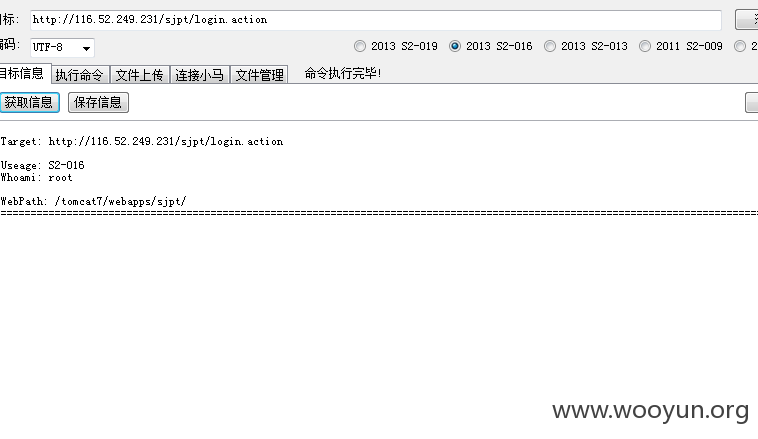 目标: http://116.52.249.231/sjpt/login.action
编码: UTF-8 2013 S2-019 2013 S2-016 2013 S2-013 2011 S2-009 2
目标信息 执行命令 文件上传 连接小马 文件管理 命令执行完毕!
获取信息 保存信息
Target: http://116.52.249.231/sjpt/login.action
Useage: S2-016
Whoami: root
WebPath: /tomcat7/webapps/sjpt/
www.wooyun.org